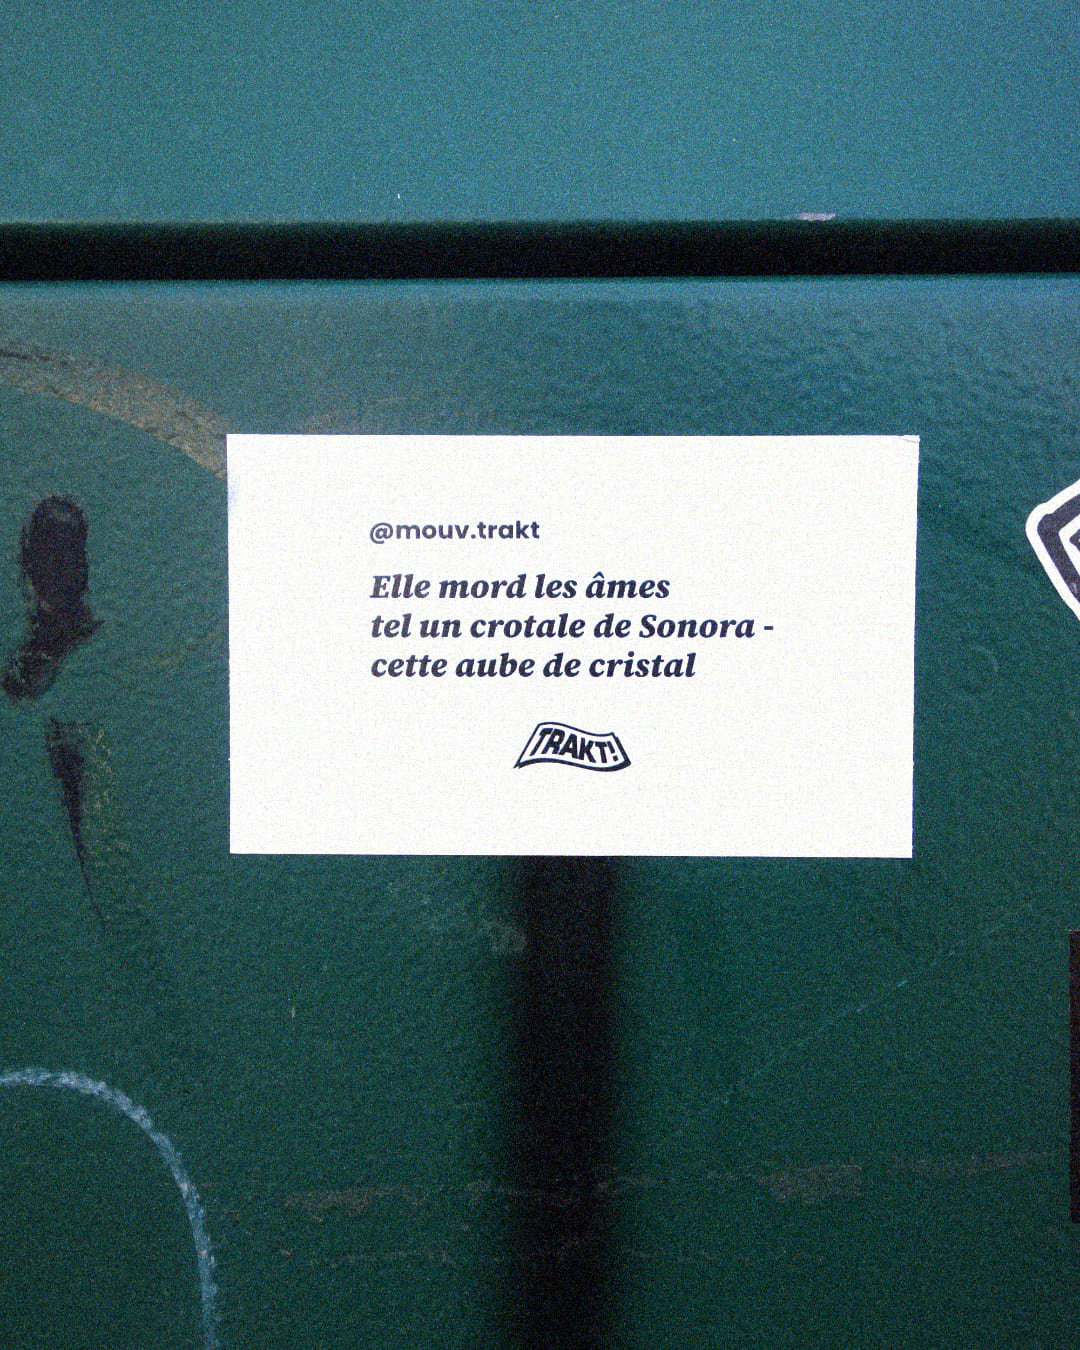 @mouv.trakt
Elle mord les âmes
tel un crotale de Sonora -
cette aube de cristal
TRAKT!